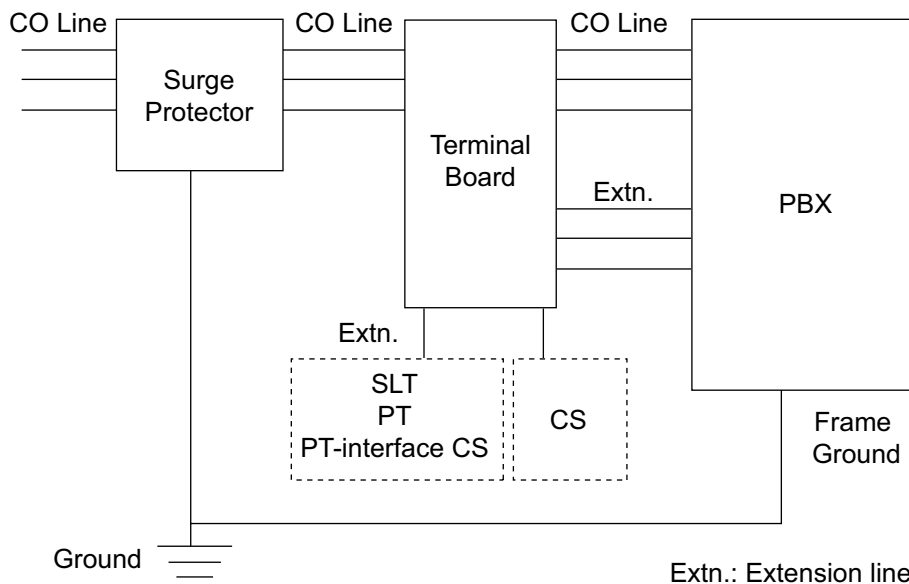 CO Line
CO Line
CO Line
Surge
Protector
Terminal
Board
Extn.
PBX
Extn.
SLT
PT
PT-interface CS
CS
Frame
Ground
Ground
Extn.: Extension line